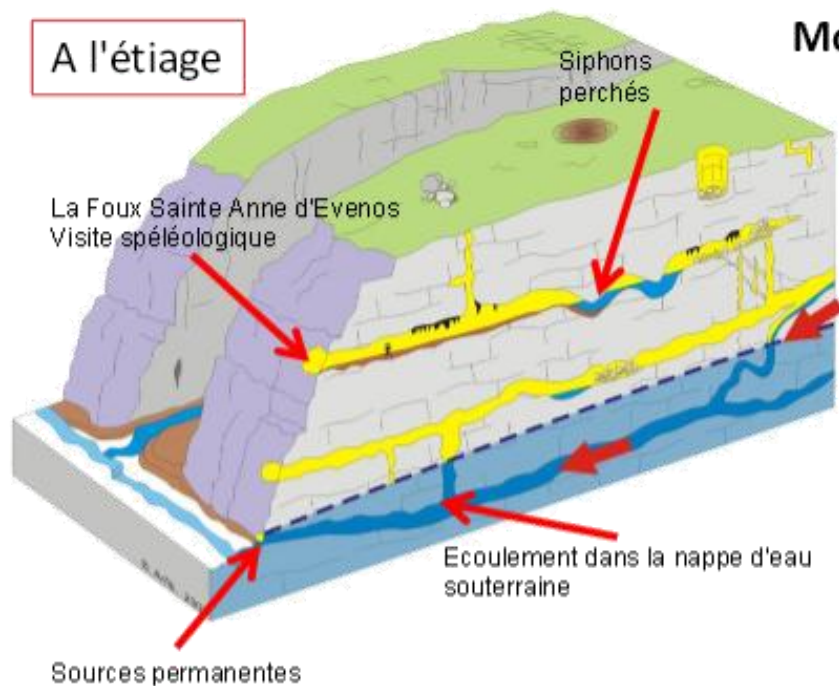 A l'étiage
Siphons
perchés
La Foux Sainte Anne d'Evenos
Visite spéléologique
Ecoulement dans la nappe d'eau
souterraine
Sources permanentes